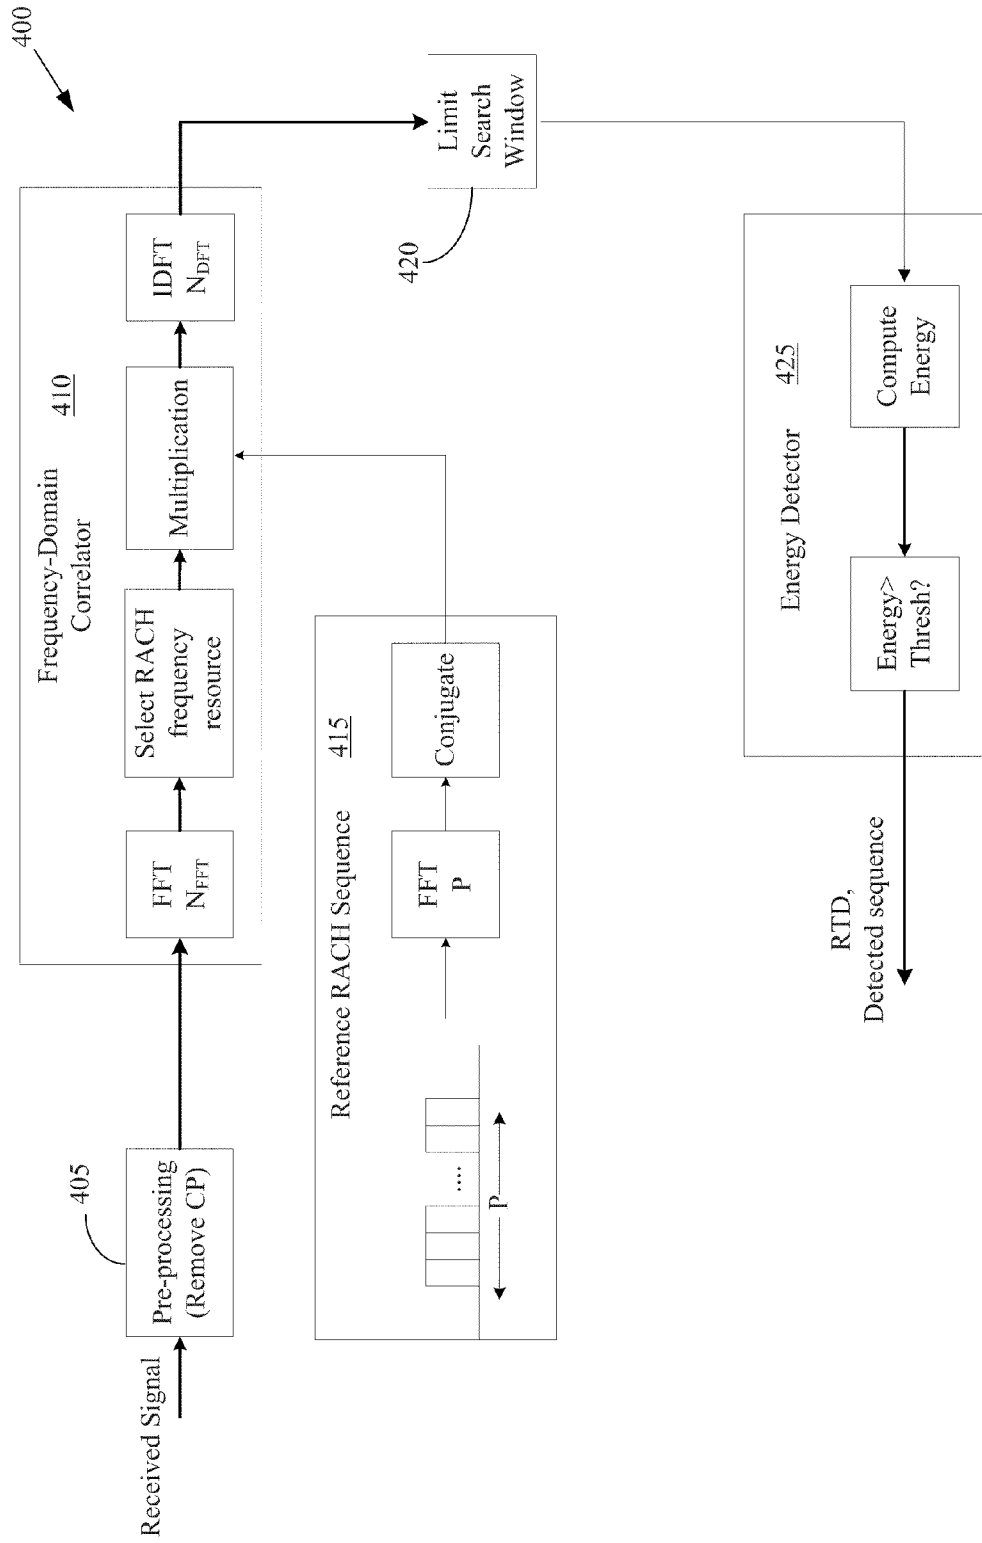 400
Received Signal
405
Pre-processing
(Remove CP)
Frequency-Domain
Correlator
410
FFT
NFFT
Select RACH
frequency
resource
Multiplication
IDFT
NDFT
Reference RACH Sequence
415
....
P
FFT
P
Conjugate
420
Limit
Search
Window
Energy Detector
425
Compute
Energy
Energy>
Thresh?
RTD,
Detected sequence